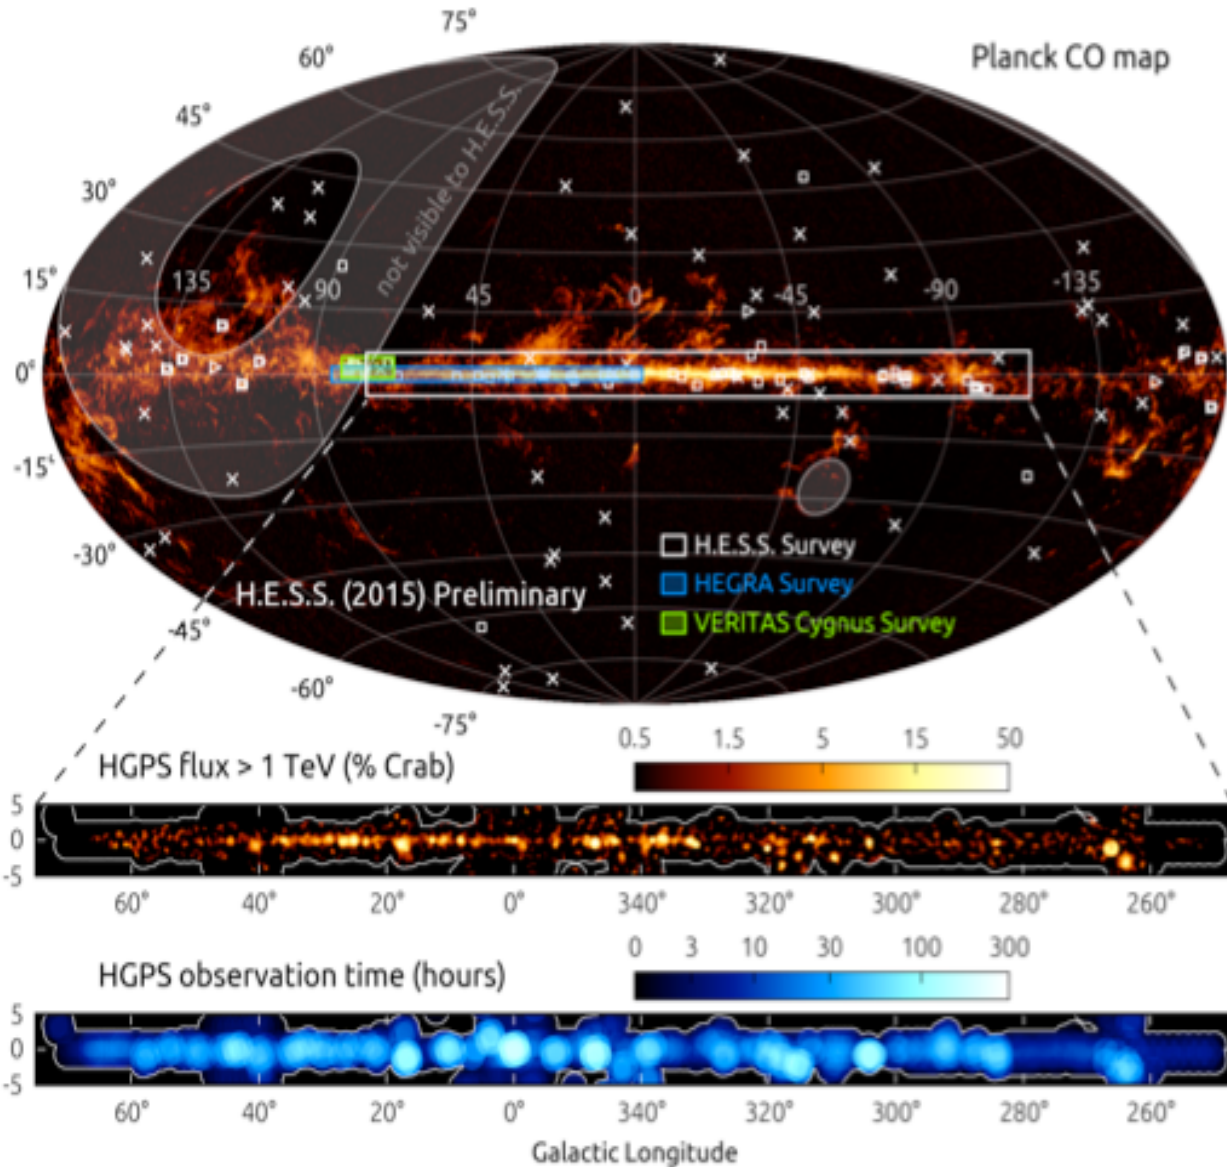 75°
60°
Planck CO map
45°
not visible to H.E.S.S.
30°
15°
135
90
45
0
-45
-90
-135
0°
-15°
-30°
H.E.S.S. Survey
HEGRA Survey
H.E.S.S. (2015) Preliminary
VERITAS Cygnus Survey
-45°
-60°
-75°
0.5 1.5 5 15 50
HGPS flux > 1 TeV (% Crab)
5
0
-5
60° 40° 20° 0° 340° 320° 300° 280° 260°
0 3 10 30 100 300
HGPS observation time (hours)
5
0
-5
60° 40° 20° 0° 340° 320° 300° 280° 260°
Galactic Longitude